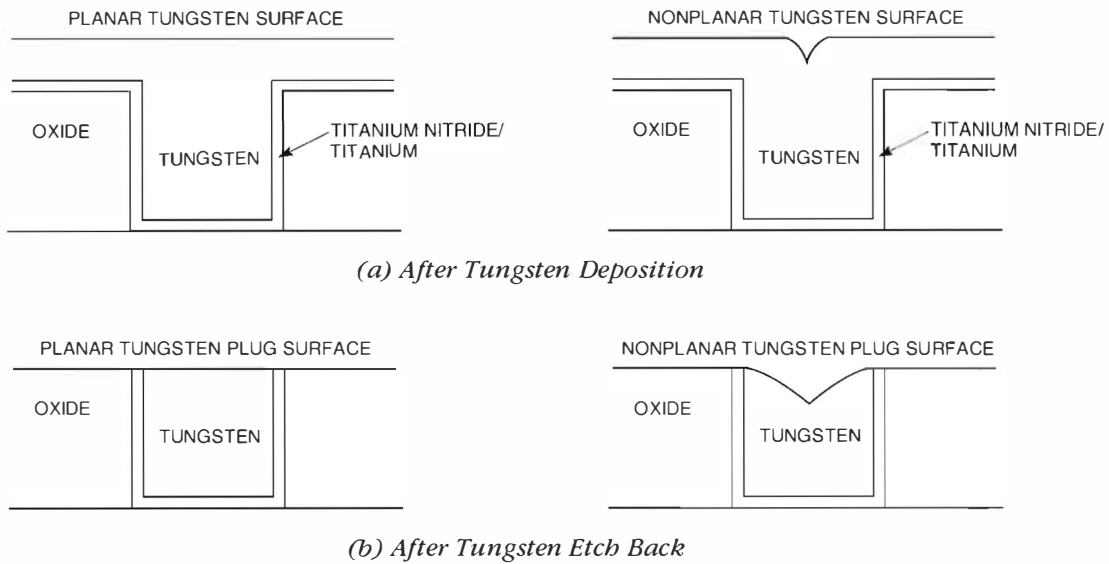 PLANAR TUNGSTEN SURFACE
OXIDE
TUNGSTEN
TITANIUM NITRIDE/
TITANIUM
NONPLANAR TUNGSTEN SURFACE
OXIDE
TUNGSTEN
TITANIUM NITRIDE/
TITANIUM
(a) After Tungsten Deposition
PLANAR TUNGSTEN PLUG SURFACE
OXIDE
TUNGSTEN
NONPLANAR TUNGSTEN PLUG SURFACE
OXIDE
TUNGSTEN
(b) After Tungsten Etch Back